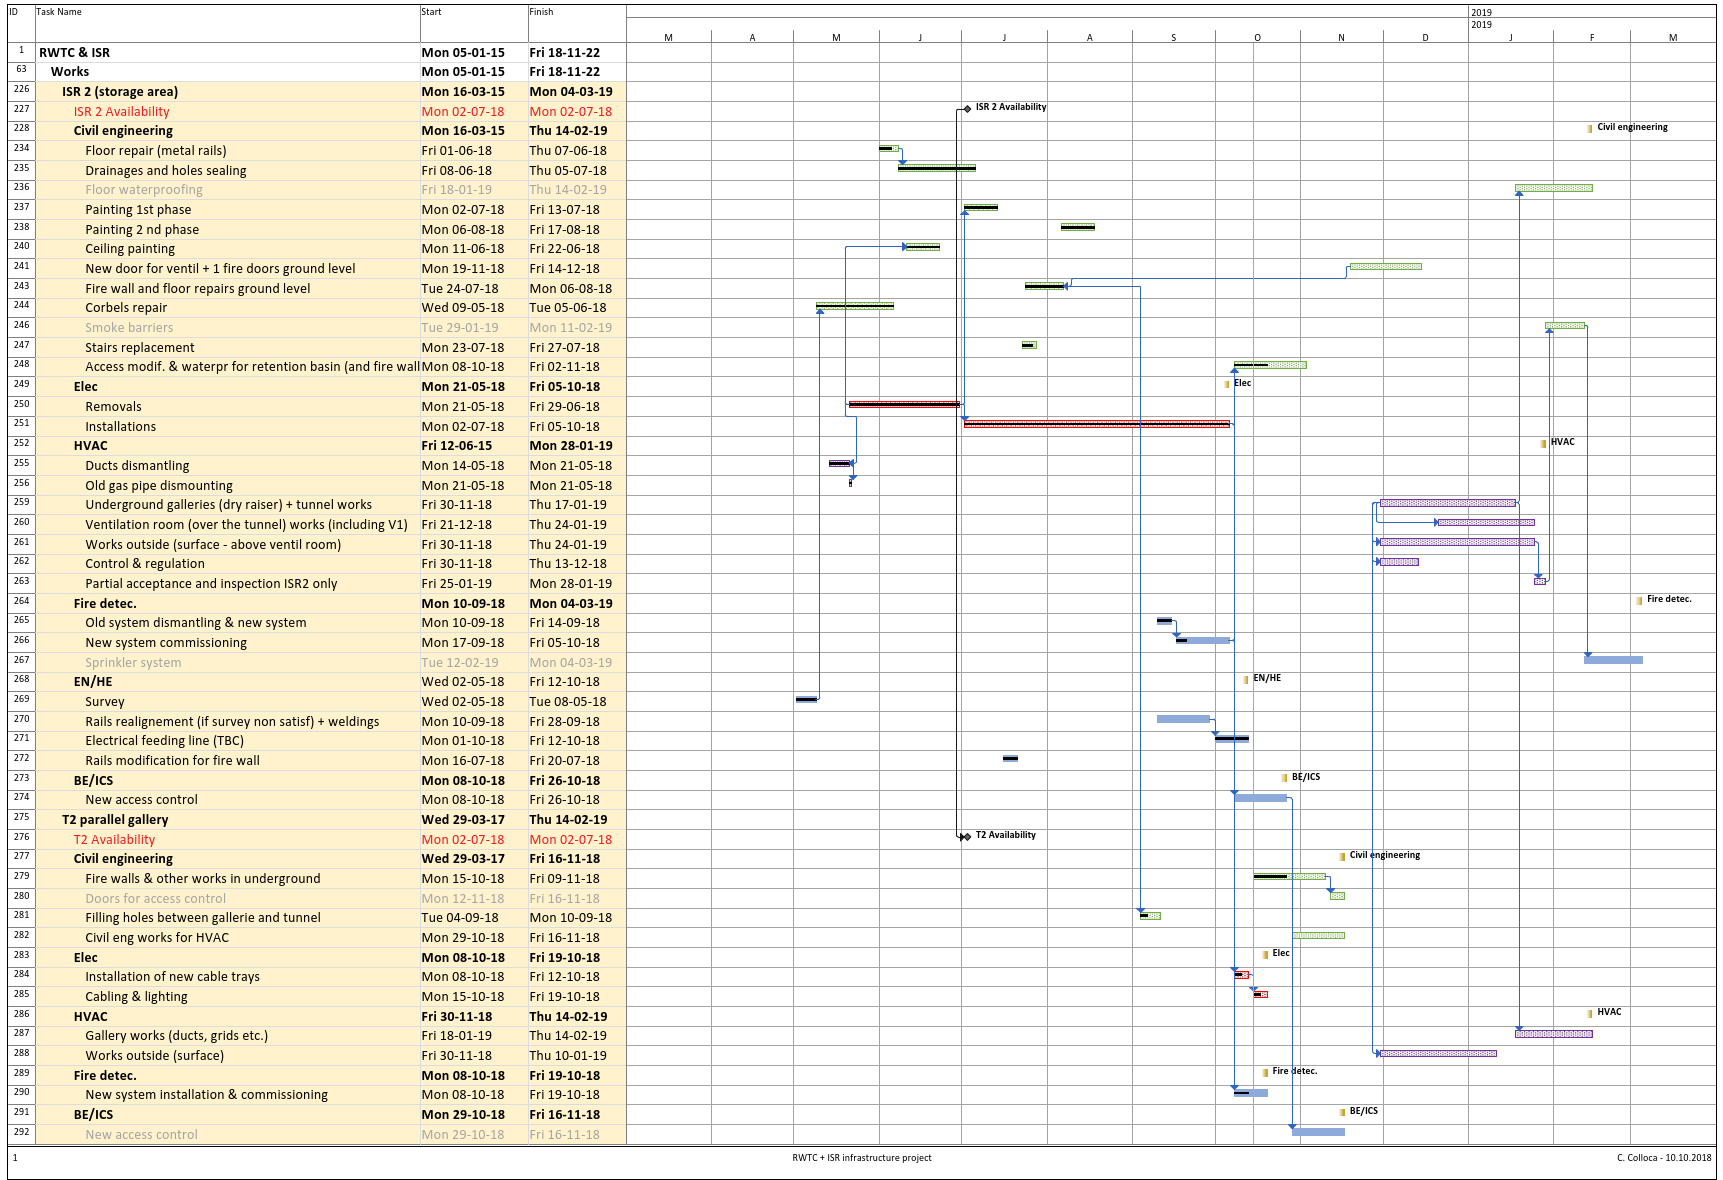 ID Task Name Start Finish 2019
2019
M A M J J A S O N D J F M
1 RWTC & ISR Mon 05-01-15 Fri 18-11-22
63 Works Mon 05-01-15 Fri 18-11-22
226 ISR 2 (storage area) Mon 16-03-15 Mon 04-03-19
227 ISR 2 Availability Mon 02-07-18 Mon 02-07-18 ISR 2 Availability
228 Civil engineering Mon 16-03-15 Thu 14-02-19 Civil engineering
234 Floor repair (metal rails) Fri 01-06-18 Thu 07-06-18
235 Drainages and holes sealing Fri 08-06-18 Thu 05-07-18
236 Floor waterproofing Fri 18-01-19 Thu 14-02-19
237 Painting 1st phase Mon 02-07-18 Fri 13-07-18
238 Painting 2 nd phase Mon 06-08-18 Fri 17-08-18
240 Ceiling painting Mon 11-06-18 Fri 22-06-18
241 New door for ventil + 1 fire doors ground level Mon 19-11-18 Fri 14-12-18
243 Fire wall and floor repairs ground level Tue 24-07-18 Mon 06-08-18
244 Corbels repair Wed 09-05-18 Tue 05-06-18
246 Smoke barriers Tue 29-01-19 Mon 11-02-19
247 Stairs replacement Mon 23-07-18 Fri 27-07-18
248 Access modif. & waterpr for retention basin (and fire wall Mon 08-10-18 Fri 02-11-18
249 Elec Mon 21-05-18 Fri 05-10-18 Elec
250 Removals Mon 21-05-18 Fri 29-06-18
251 Installations Mon 02-07-18 Fri 05-10-18
252 HVAC Fri 12-06-15 Mon 28-01-19 HVAC
255 Ducts dismantling Mon 14-05-18 Mon 21-05-18
256 Old gas pipe dismounting Mon 21-05-18 Mon 21-05-18
259 Underground galleries (dry raiser) + tunnel works Fri 30-11-18 Thu 17-01-19
260 Ventilation room (over the tunnel) works (including V1) Fri 21-12-18 Thu 24-01-19
261 Works outside (surface - above ventil room) Fri 30-11-18 Thu 24-01-19
262 Control & regulation Fri 30-11-18 Thu 13-12-18
263 Partial acceptance and inspection ISR2 only Fri 25-01-19 Mon 28-01-19
264 Fire detec. Mon 10-09-18 Mon 04-03-19 Fire detec.
265 Old system dismantling & new system Mon 10-09-18 Fri 14-09-18
266 New system commissioning Mon 17-09-18 Fri 05-10-18
267 Sprinkler system Tue 12-02-19 Mon 04-03-19
268 EN/HE Wed 02-05-18 Fri 12-10-18 EN/HE
269 Survey Wed 02-05-18 Tue 08-05-18
270 Rails realignement (if survey non satisf) + weldings Mon 10-09-18 Fri 28-09-18
271 Electrical feeding line (TBC) Mon 01-10-18 Fri 12-10-18
272 Rails modification for fire wall Mon 16-07-18 Fri 20-07-18
273 BE/ICS Mon 08-10-18 Fri 26-10-18 BE/ICS
274 New access control Mon 08-10-18 Fri 26-10-18
275 T2 parallel gallery Wed 29-03-17 Thu 14-02-19
276 T2 Availability Mon 02-07-18 Mon 02-07-18 T2 Availability
277 Civil engineering Wed 29-03-17 Fri 16-11-18 Civil engineering
279 Fire walls & other works in underground Mon 15-10-18 Fri 09-11-18
280 Doors for access control Mon 12-11-18 Fri 16-11-18
281 Filling holes between gallerie and tunnel Tue 04-09-18 Mon 10-09-18
282 Civil eng works for HVAC Mon 29-10-18 Fri 16-11-18
283 Elec Mon 08-10-18 Fri 19-10-18 Elec
284 Installation of new cable trays Mon 08-10-18 Fri 12-10-18
285 Cabling & lighting Mon 15-10-18 Fri 19-10-18
286 HVAC Fri 30-11-18 Thu 14-02-19 HVAC
287 Gallery works (ducts, grids etc.) Fri 18-01-19 Thu 14-02-19
288 Works outside (surface) Fri 30-11-18 Thu 10-01-19
289 Fire detec. Mon 08-10-18 Fri 19-10-18 Fire detec.
290 New system installation & commissioning Mon 08-10-18 Fri 19-10-18
291 BE/ICS Mon 29-10-18 Fri 16-11-18 BE/ICS
292 New access control Mon 29-10-18 Fri 16-11-18
1 RWTC + ISR infrastructure project C. Colloca - 10.10.2018